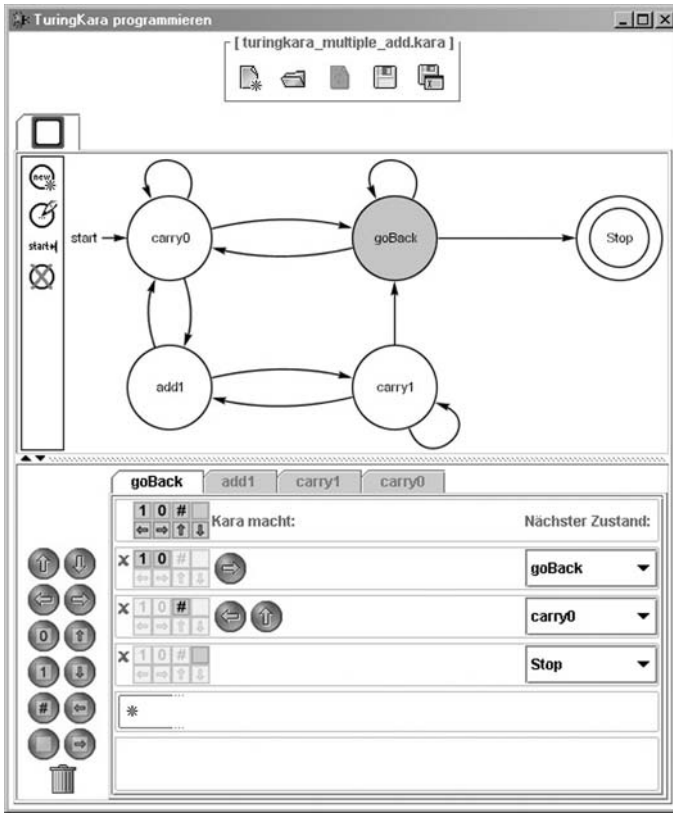 TuringKara programmieren
[ turingkara_multiple_add.kara ]
new
start
start
carry0
goBack
Stop
add1
carry1
goBack add1 carry1 carry0
1 0 #
Kara macht:
Nächster Zustand:
1 0 #
goBack
1 0 #
carry0
1 0 #
Stop
0
1
#